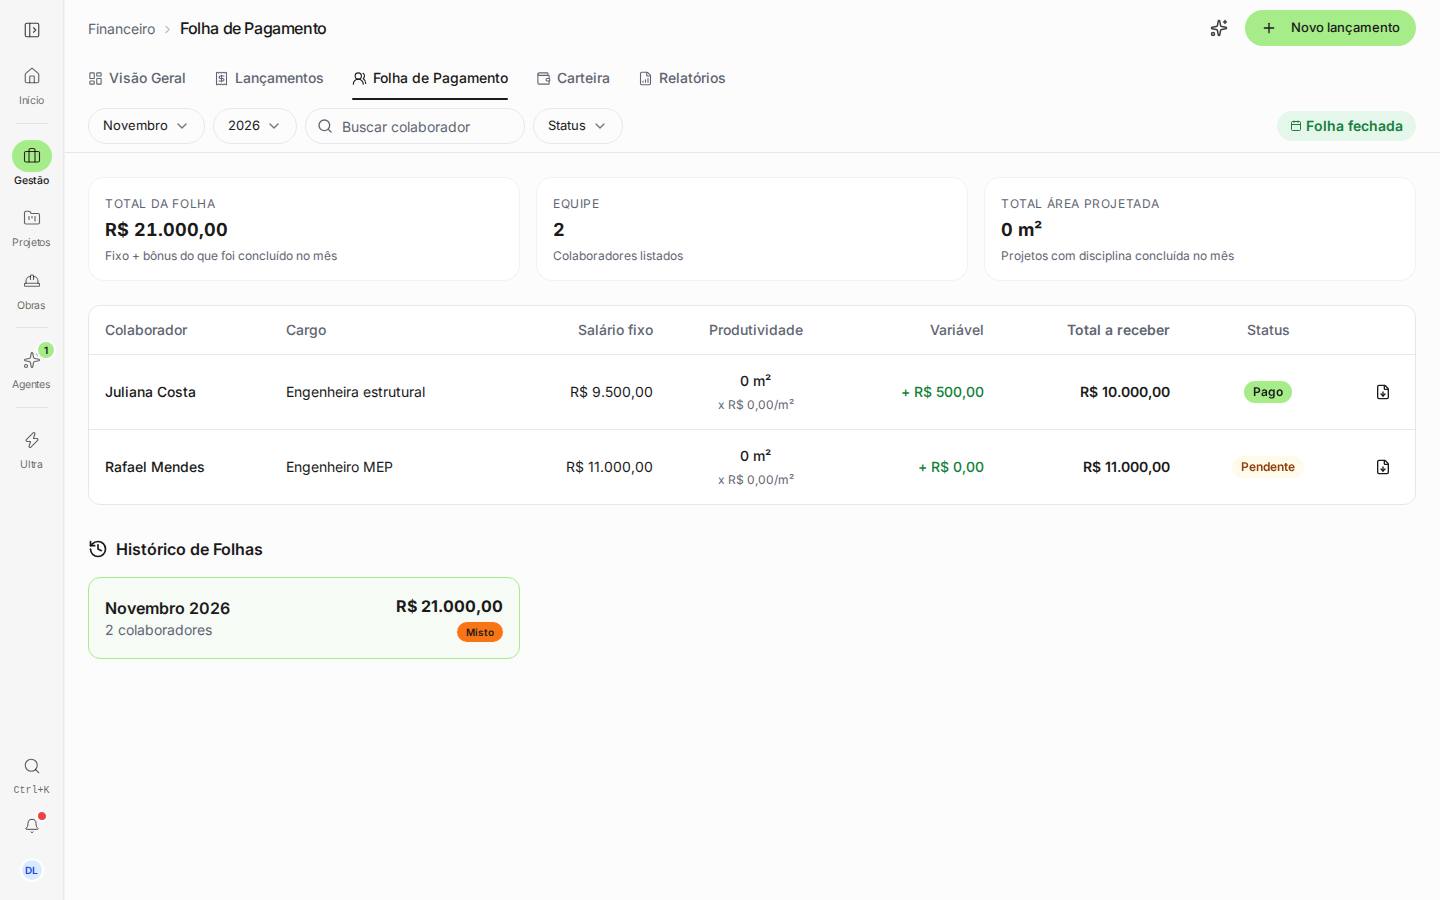 Financeiro > Folha de Pagamento
Novo lançamento
Início
Gestão
Projetos
Obras
1
Agentes
Ultra
Ctrl+K
DL
Visão Geral
Lançamentos
Folha de Pagamento
Carteira
Relatórios
Novembro
2026
Buscar colaborador
Status
Folha fechada
TOTAL DA FOLHA
R$ 21.000,00
Fixo + bônus do que foi concluído no mês
EQUIPE
2
Colaboradores listados
TOTAL ÁREA PROJETADA
0 m²
Projetos com disciplina concluída no mês
Colaborador Cargo Salário fixo Produtividade Variável Total a receber Status
Juliana Costa Engenheira estrutural R$ 9.500,00 0 m² + R$ 500,00 R$ 10.000,00 Pago
x R$ 0,00/m²
Rafael Mendes Engenheiro MEP R$ 11.000,00 0 m² + R$ 0,00 R$ 11.000,00 Pendente
x R$ 0,00/m²
Histórico de Folhas
Novembro 2026 R$ 21.000,00
2 colaboradores Misto